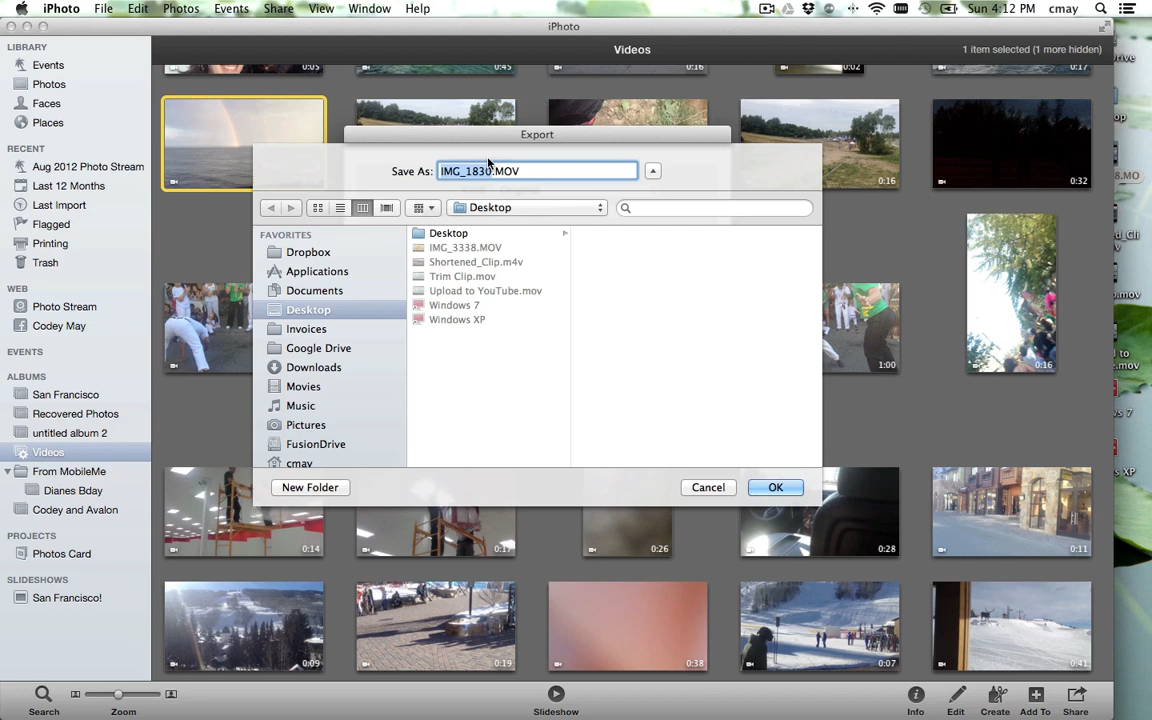 iPhoto File Edit Photos Events Share View Window Help Sun 4:12 PM cmay
iPhoto
Videos 1 item selected (1 more hidden)
LIBRARY
Events
Photos
Faces
Places
RECENT
Aug 2012 Photo Stream
Last 12 Months
Last Import
Flagged
Printing
Trash
WEB
Photo Stream
Codey May
EVENTS
ALBUMS
San Francisco
Recovered Photos
untitled album 2
Videos
From MobileMe
Dianes Bday
Codey and Avalon
PROJECTS
Photos Card
SLIDESHOWS
San Francisco!
0:05 0:45 0:16 0:02 0:17
0:16 0:32
1:00 0:16
0:14 0:17 0:26 0:28 0:11
0:09 0:19 0:38 0:07 0:41
Export
Save As: IMG_1830.MOV
Desktop
FAVORITES
Dropbox
Applications
Documents
Desktop
Invoices
Google Drive
Downloads
Movies
Music
Pictures
FusionDrive
cmay
Desktop
IMG_3338.MOV
Shortened_Clip.m4v
Trim Clip.mov
Upload to YouTube.mov
Windows 7
Windows XP
New Folder Cancel OK
Search Zoom Slideshow Info Edit Create Add To Share